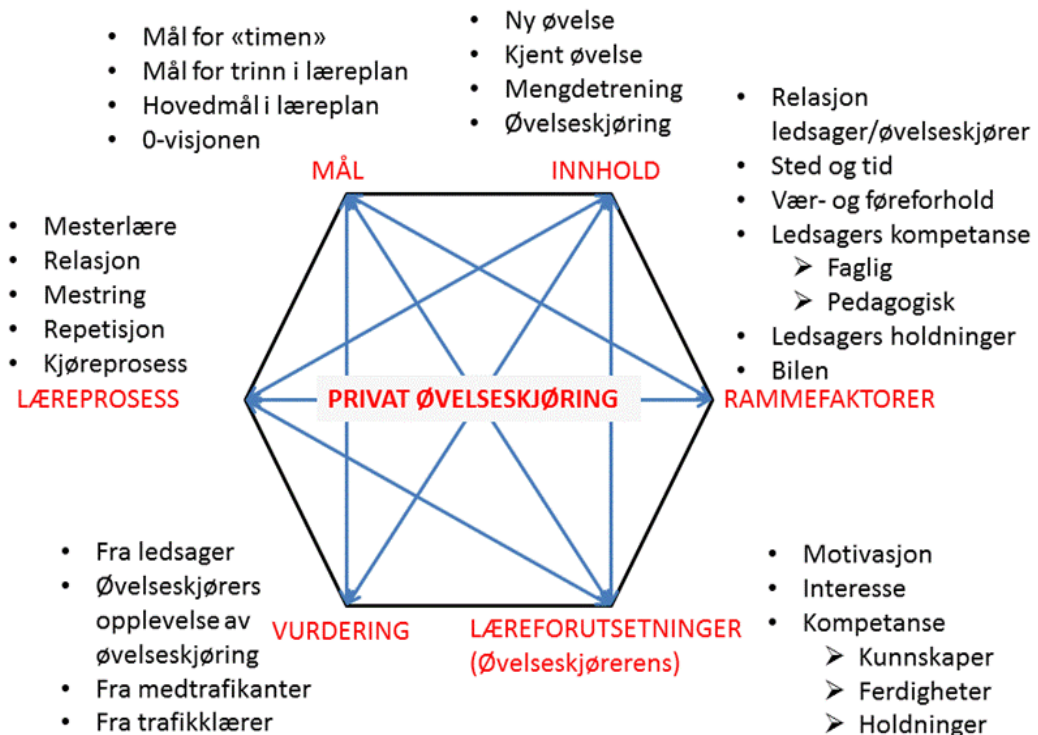 • Mål for «timen»
• Mål for trinn i læreplan
• Hovedmål i læreplan
• 0-visjonen
MÅL
• Ny øvelse
• Kjent øvelse
• Mengdetrening
• Øvelseskjøring
INNHOLD
• Relasjon
ledsager/øvelseskjører
• Sted og tid
• Vær- og føreforhold
• Ledsagers kompetanse
➢ Faglig
➢ Pedagogisk
• Ledsagers holdninger
• Bilen
RAMMEFAKTORER
• Mesterlære
• Relasjon
• Mestring
• Repetisjon
• Kjøreprosess
LÆREPROSESS
PRIVAT ØVELSESKJØRING
• Fra ledsager
• Øvelseskjørers
opplevelse av
øvelseskjøring
• Fra medtrafikanter
• Fra trafikklærer
VURDERING
LÆREFORUTSETNINGER
(Øvelseskjørerens)
• Motivasjon
• Interesse
• Kompetanse
➢ Kunnskaper
➢ Ferdigheter
➢ Holdninger